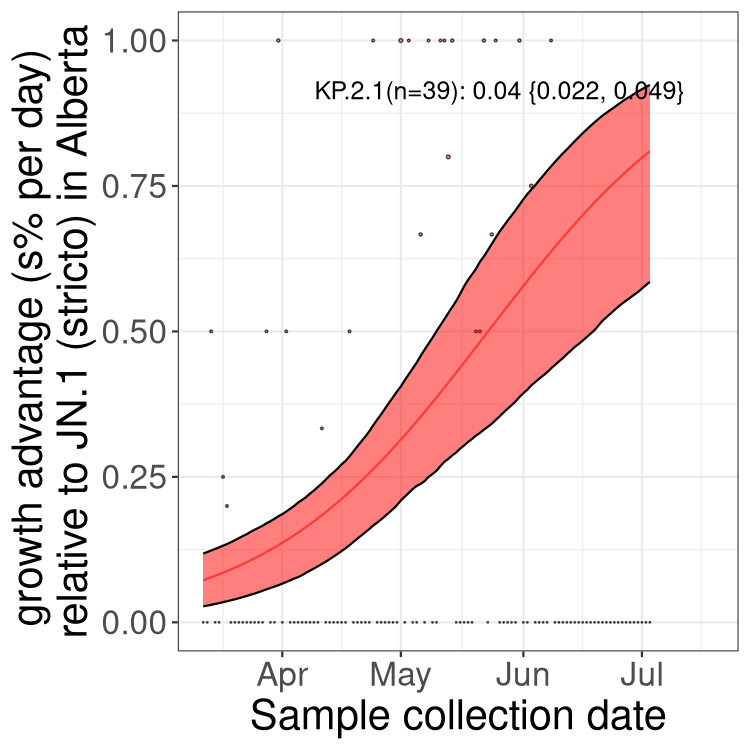 growth advantage (s% per day)
relative to JN.1 (stricto) in Alberta
1.00
0.75
0.50
0.25
0.00
KP.2.1(n=39): 0.04 {0.022, 0.049}
Apr May Jun Jul
Sample collection date